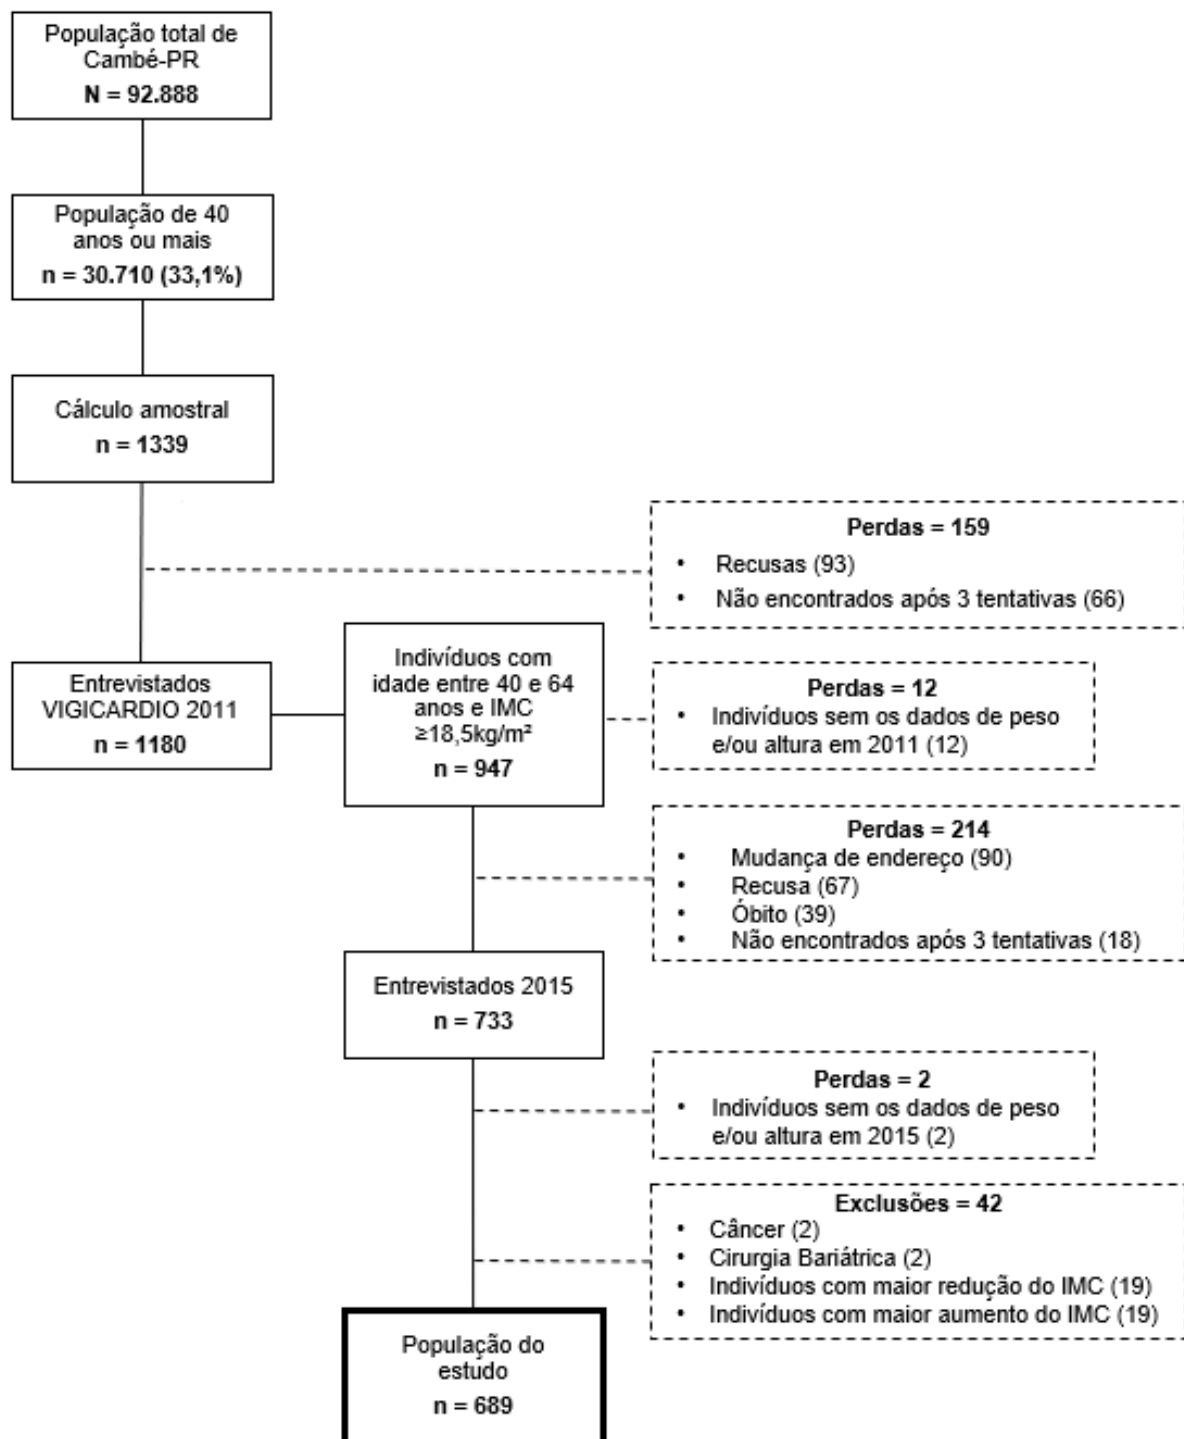 População total de
Cambé-PR
N = 92.888
População de 40
anos ou mais
n = 30.710 (33,1%)
Cálculo amostral
n = 1339
Perdas = 159
• Recusas (93)
• Não encontrados após 3 tentativas (66)
Entrevistados
VIGICARDIO 2011
n = 1180
Indivíduos com
idade entre 40 e 64
anos e IMC
≥18,5kg/m²
n = 947
Perdas = 12
• Indivíduos sem os dados de peso
e/ou altura em 2011 (12)
Perdas = 214
• Mudança de endereço (90)
• Recusa (67)
• Óbito (39)
• Não encontrados após 3 tentativas (18)
Entrevistados 2015
n = 733
Perdas = 2
• Indivíduos sem os dados de peso
e/ou altura em 2015 (2)
Exclusões = 42
• Câncer (2)
• Cirurgia Bariátrica (2)
• Indivíduos com maior redução do IMC (19)
• Indivíduos com maior aumento do IMC (19)
População do
estudo
n = 689